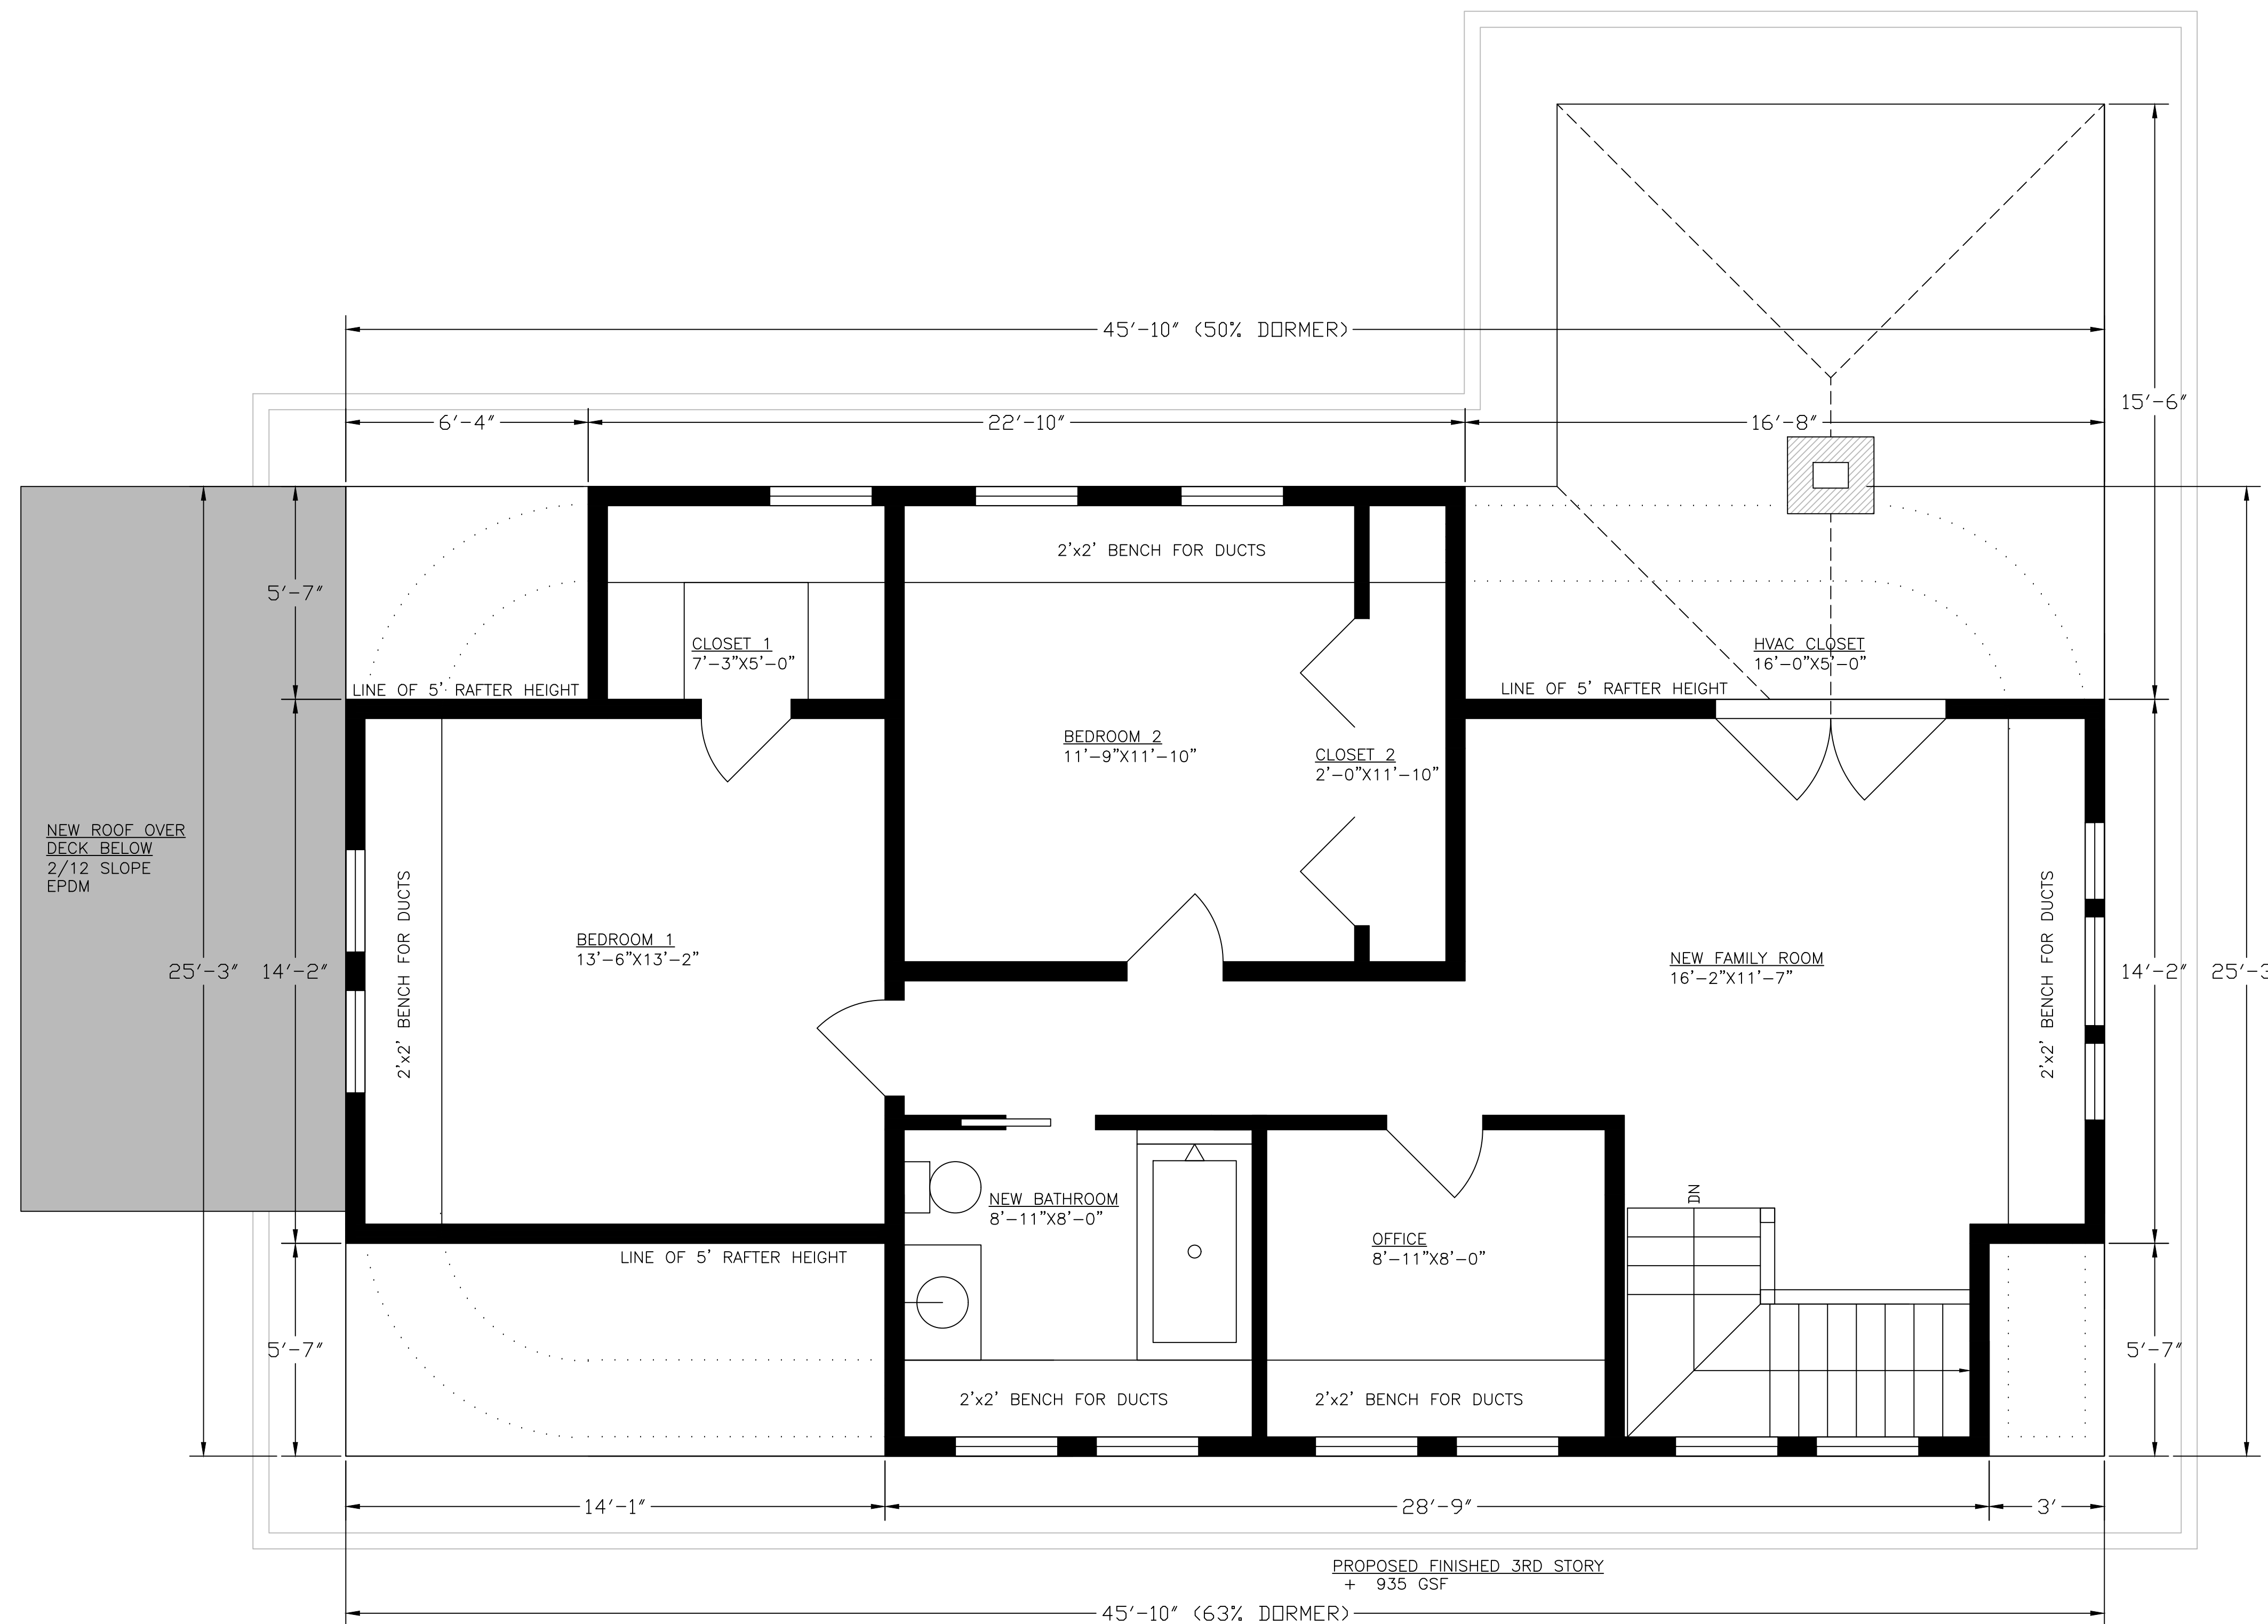 45'-10" (50% DORMER)
6'-4"
22'-10"
16'-8"
15'-6"
2'x2' BENCH FOR DUCTS
5'-7"
CLOSET 1
7'-3"X5'-0"
HVAC CLOSET
16'-0"X5'-0"
LINE OF 5' RAFTER HEIGHT
LINE OF 5' RAFTER HEIGHT
BEDROOM 2
11'-9"X11'-10"
CLOSET 2
2'-0"X11'-10"
NEW ROOF OVER
DECK BELOW
2/12 SLOPE
EPDM
2'x2' BENCH FOR DUCTS
BEDROOM 1
13'-6"X13'-2"
NEW FAMILY ROOM
16'-2"X11'-7"
2'x2' BENCH FOR DUCTS
25'-3"
14'-2"
14'-2"
25'-3
DN
NEW BATHROOM
8'-11"X8'-0"
OFFICE
8'-11"X8'-0"
LINE OF 5' RAFTER HEIGHT
5'-7"
5'-7"
2'x2' BENCH FOR DUCTS
2'x2' BENCH FOR DUCTS
14'-1"
28'-9"
3'
PROPOSED FINISHED 3RD STORY
+ 935 GSF
45'-10" (63% DORMER)